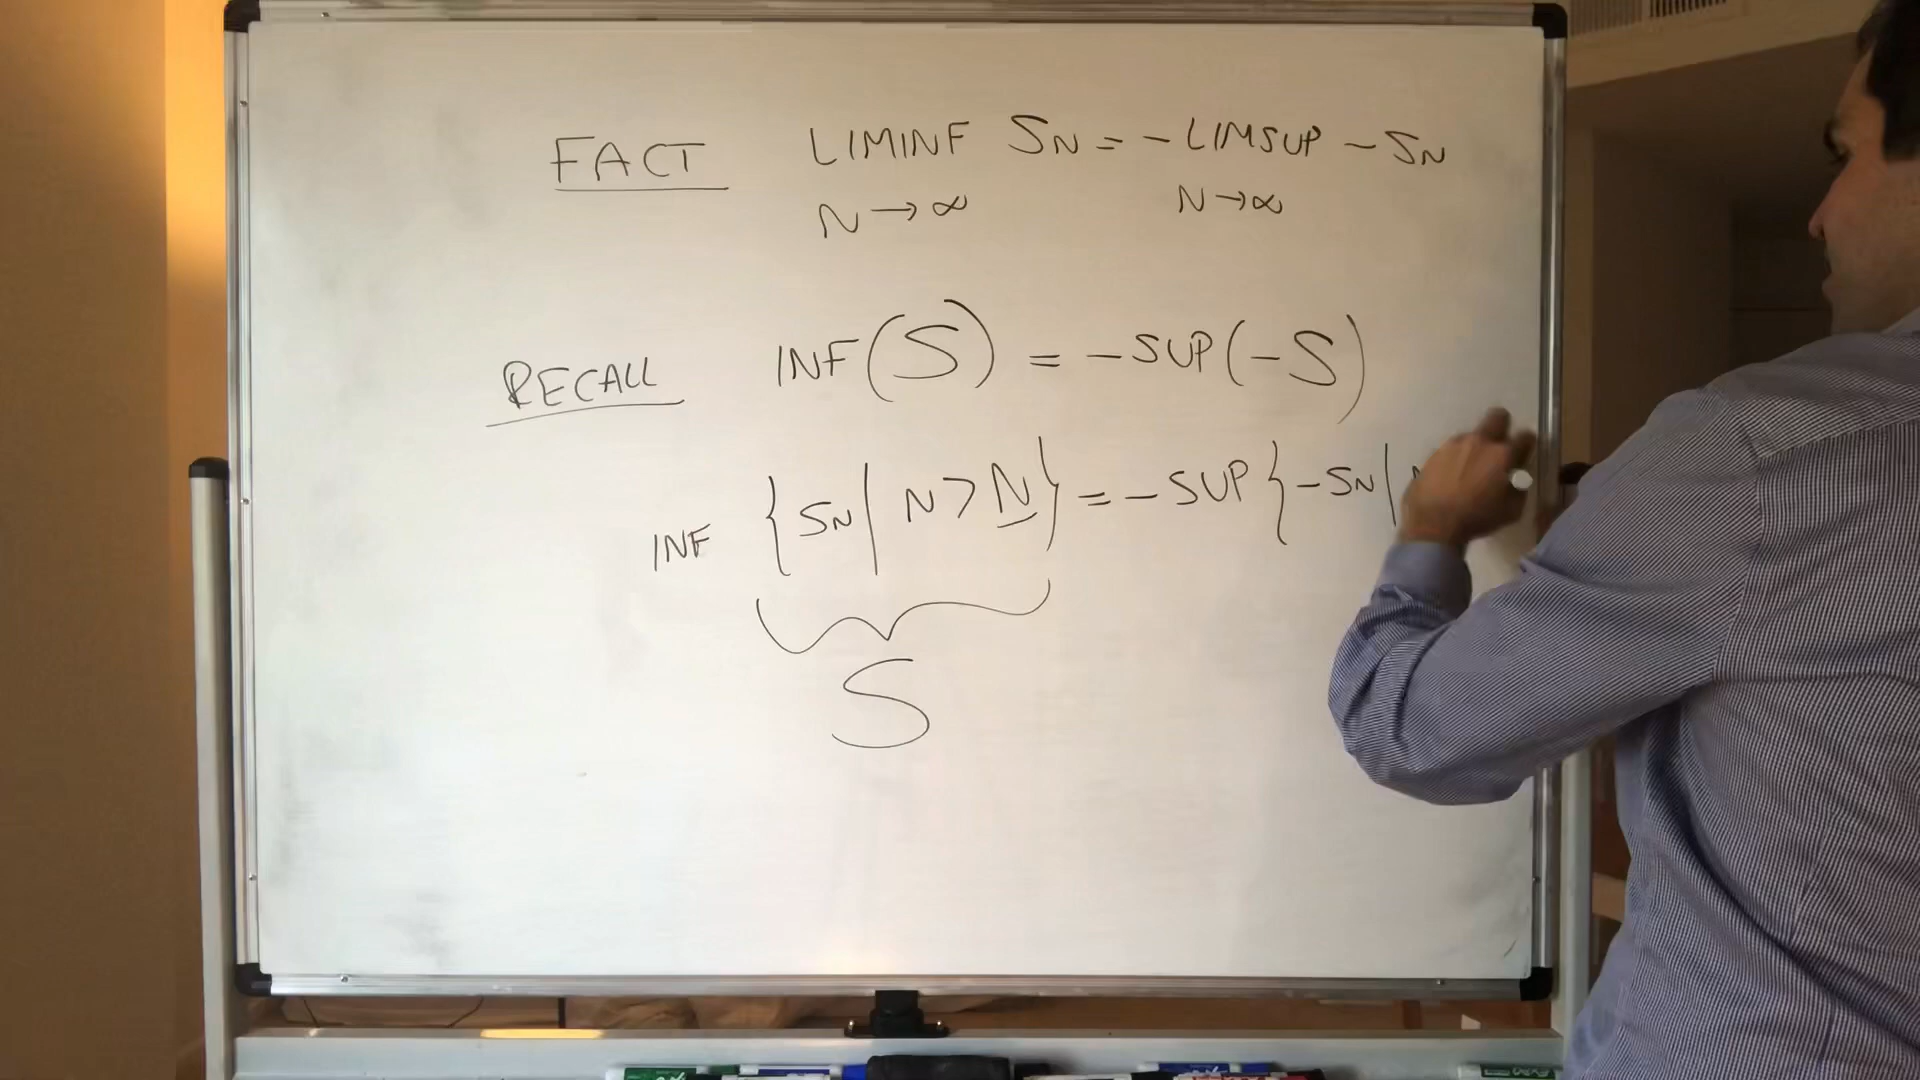 FACT LIMINF SN = - LIMSUP - SN
N → ∞ N → ∞
RECALL INF(S) = - SUP(-S)
INF {SN | N > N} = - SUP {-SN |
S